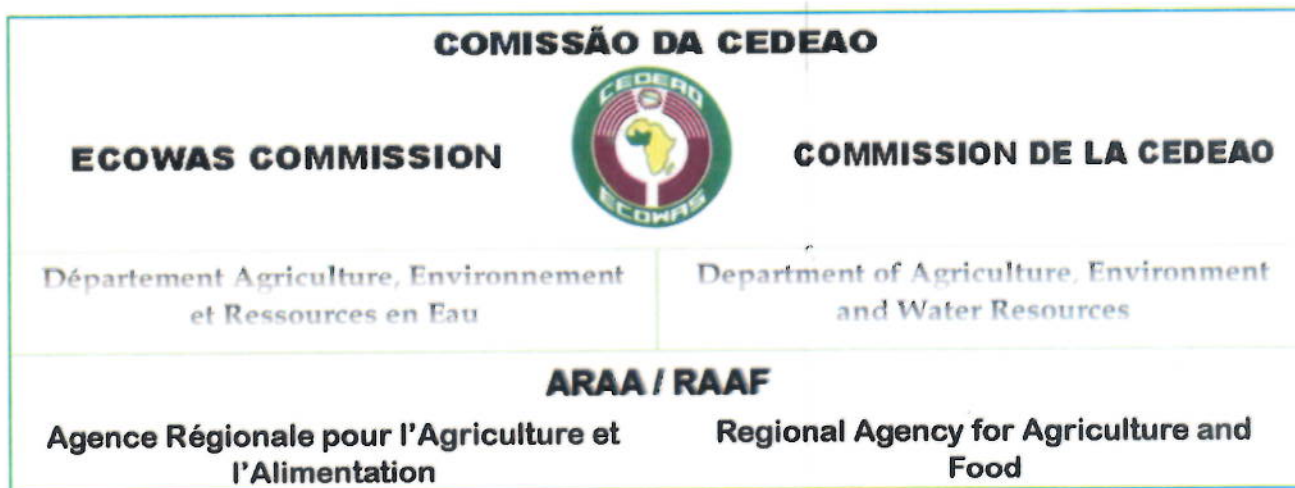 COMISSÃO DA CEDEAO
CEDEAO
ECOWAS
ECOWAS COMMISSION
COMMISSION DE LA CEDEAO
Département Agriculture, Environnement
et Ressources en Eau
Department of Agriculture, Environment
and Water Resources
ARAA / RAAF
Agence Régionale pour l'Agriculture et
l'Alimentation
Regional Agency for Agriculture and
Food